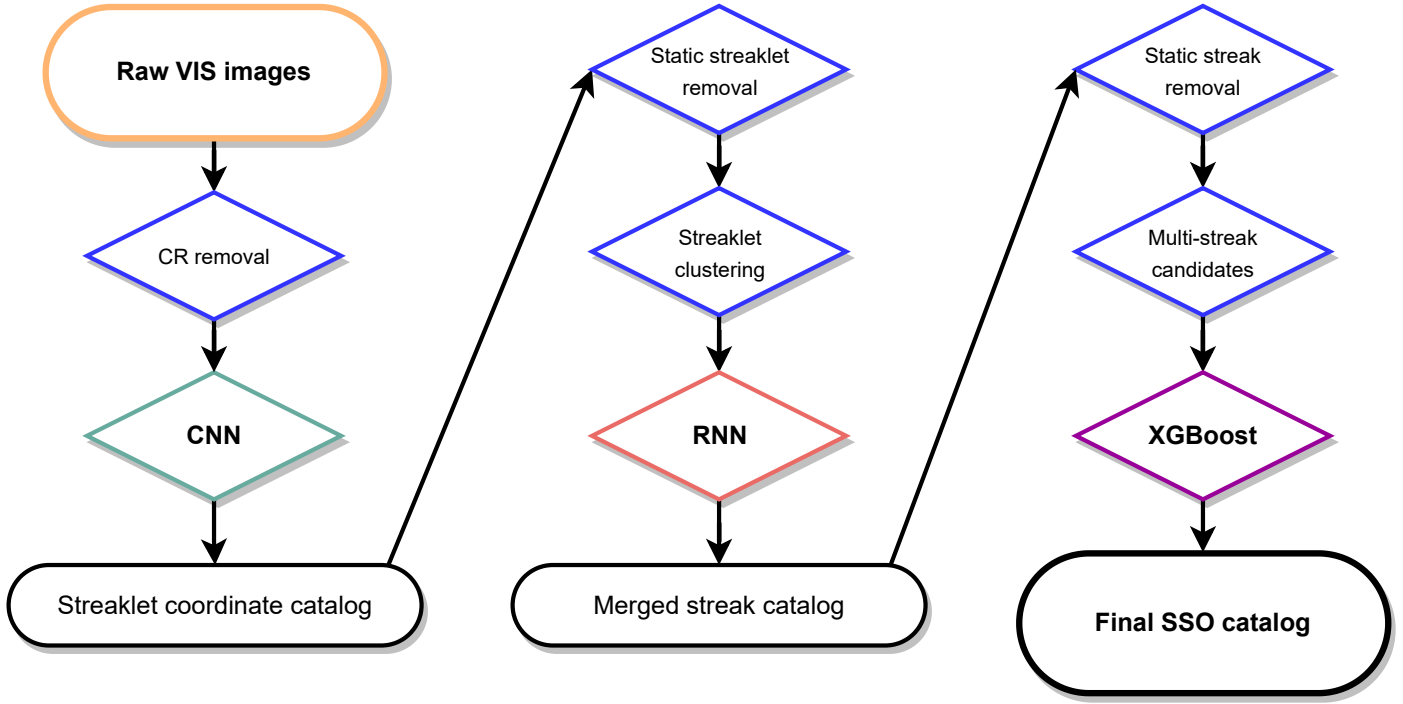 Raw VIS images
CR removal
CNN
Streaklet coordinate catalog
Static streaklet
removal
Streaklet
clustering
RNN
Merged streak catalog
Static streak
removal
Multi-streak
candidates
XGBoost
Final SSO catalog